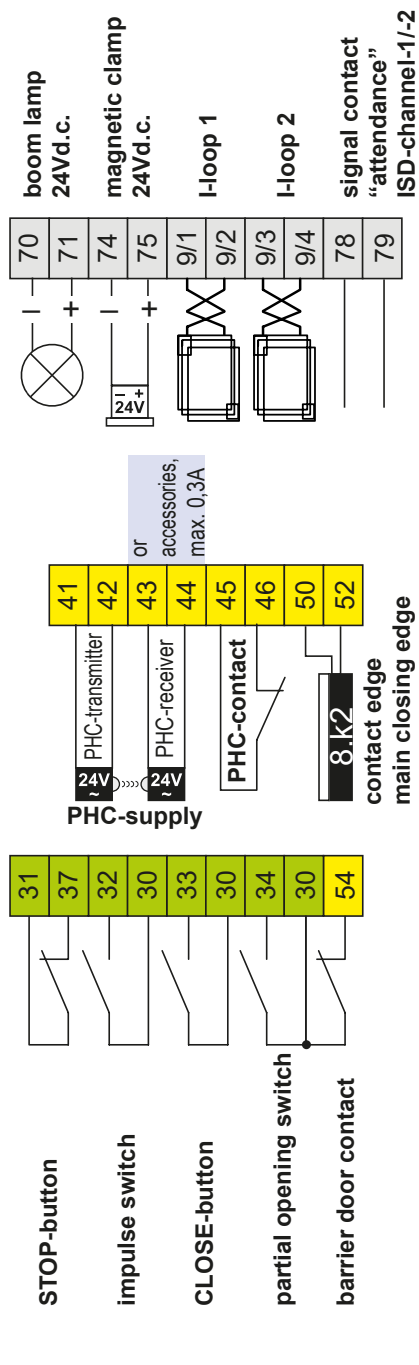 STOP-button
impulse switch
CLOSE-button
partial opening switch
barrier door contact
31
37
32
30
33
30
34
30
54
PHC-supply
24V
~
PHC-transmitter
24V
~
PHC-receiver
PHC-contact
8.k2
contact edge
main closing edge
41
42
43
44
45
46
50
52
or
accessories,
max. 0,3A
–
+
–
+
– +
24V
70
71
74
75
9/1
9/2
9/3
9/4
78
79
boom lamp
24Vd.c.
magnetic clamp
24Vd.c.
I-loop 1
I-loop 2
signal contact
“attendance”
ISD-channel-1/-2